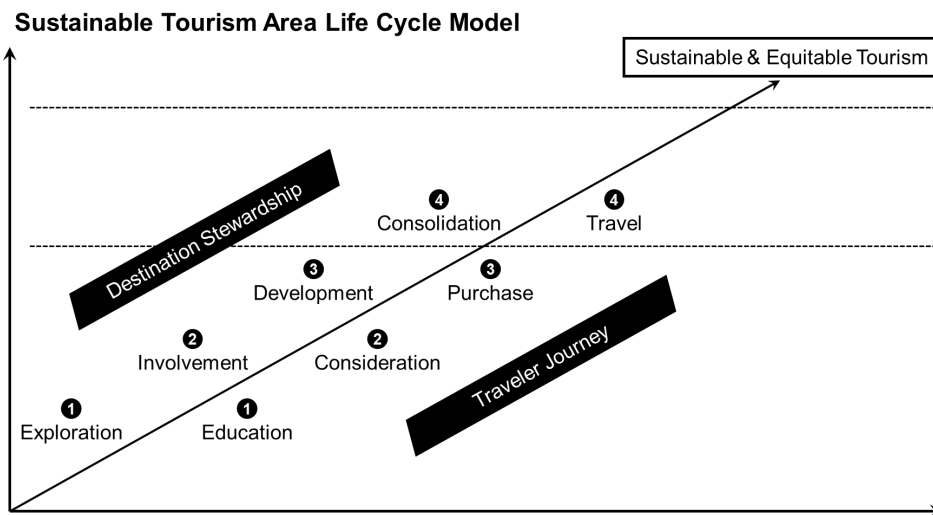 Sustainable Tourism Area Life Cycle Model
Sustainable & Equitable Tourism
Destination Stewardship
4
Consolidation
4
Travel
3
Development
3
Purchase
2
Involvement
2
Consideration
Traveler Journey
1
Exploration
1
Education